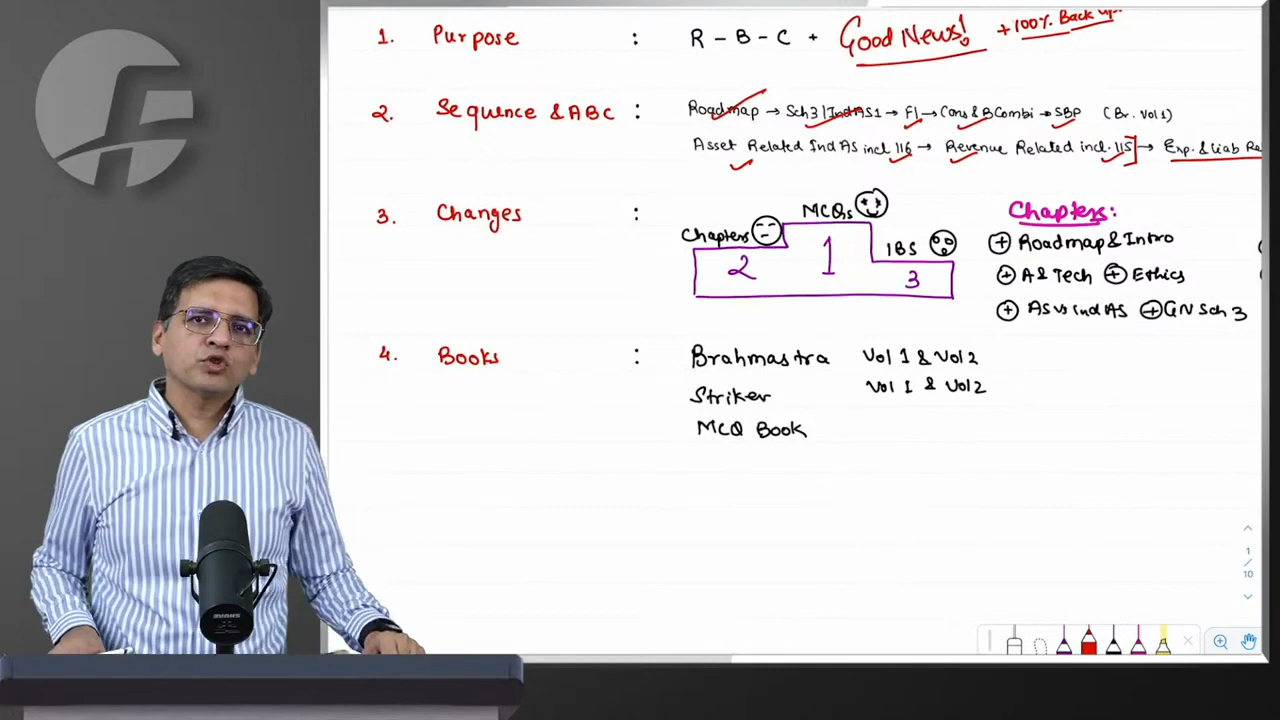 1. Purpose : R - B - C + Good News! +100% Back up
2. Sequence & ABC : Roadmap → Sch3/IndAS1 → FI → Cons & BCombi → SBP (Br. Vol 1)
Asset Related Ind As incl 116 → Revenue Related incl. 115] → Exp. & Liab Re
3. Changes :
MCQs
Chapters
IBS
2
1
3
Chapters:
+ Roadmap & Intro
+ A & Tech + Ethics
+ As vs Ind AS + GN Sch 3
4. Books : Brahmastra Vol 1 & Vol 2
Striker Vol 1 & Vol 2
MCQ Book
1
/
10